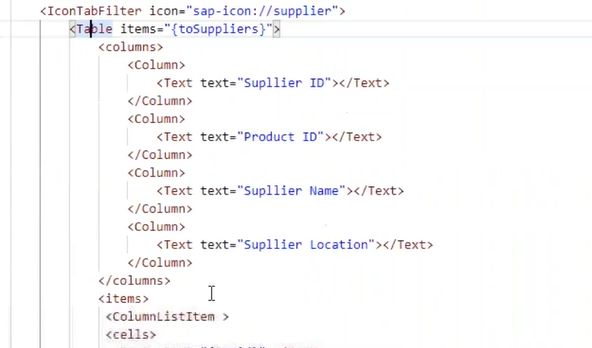 <IconTabFilter icon="sap-icon://supplier">
<Table items="{toSuppliers}">
<columns>
<Column>
<Text text="Supllier ID"></Text>
</Column>
<Column>
<Text text="Product ID"></Text>
</Column>
<Column>
<Text text="Supllier Name"></Text>
</Column>
<Column>
<Text text="Supllier Location"></Text>
</Column>
</columns>
<items>
<ColumnListItem >
<cells>